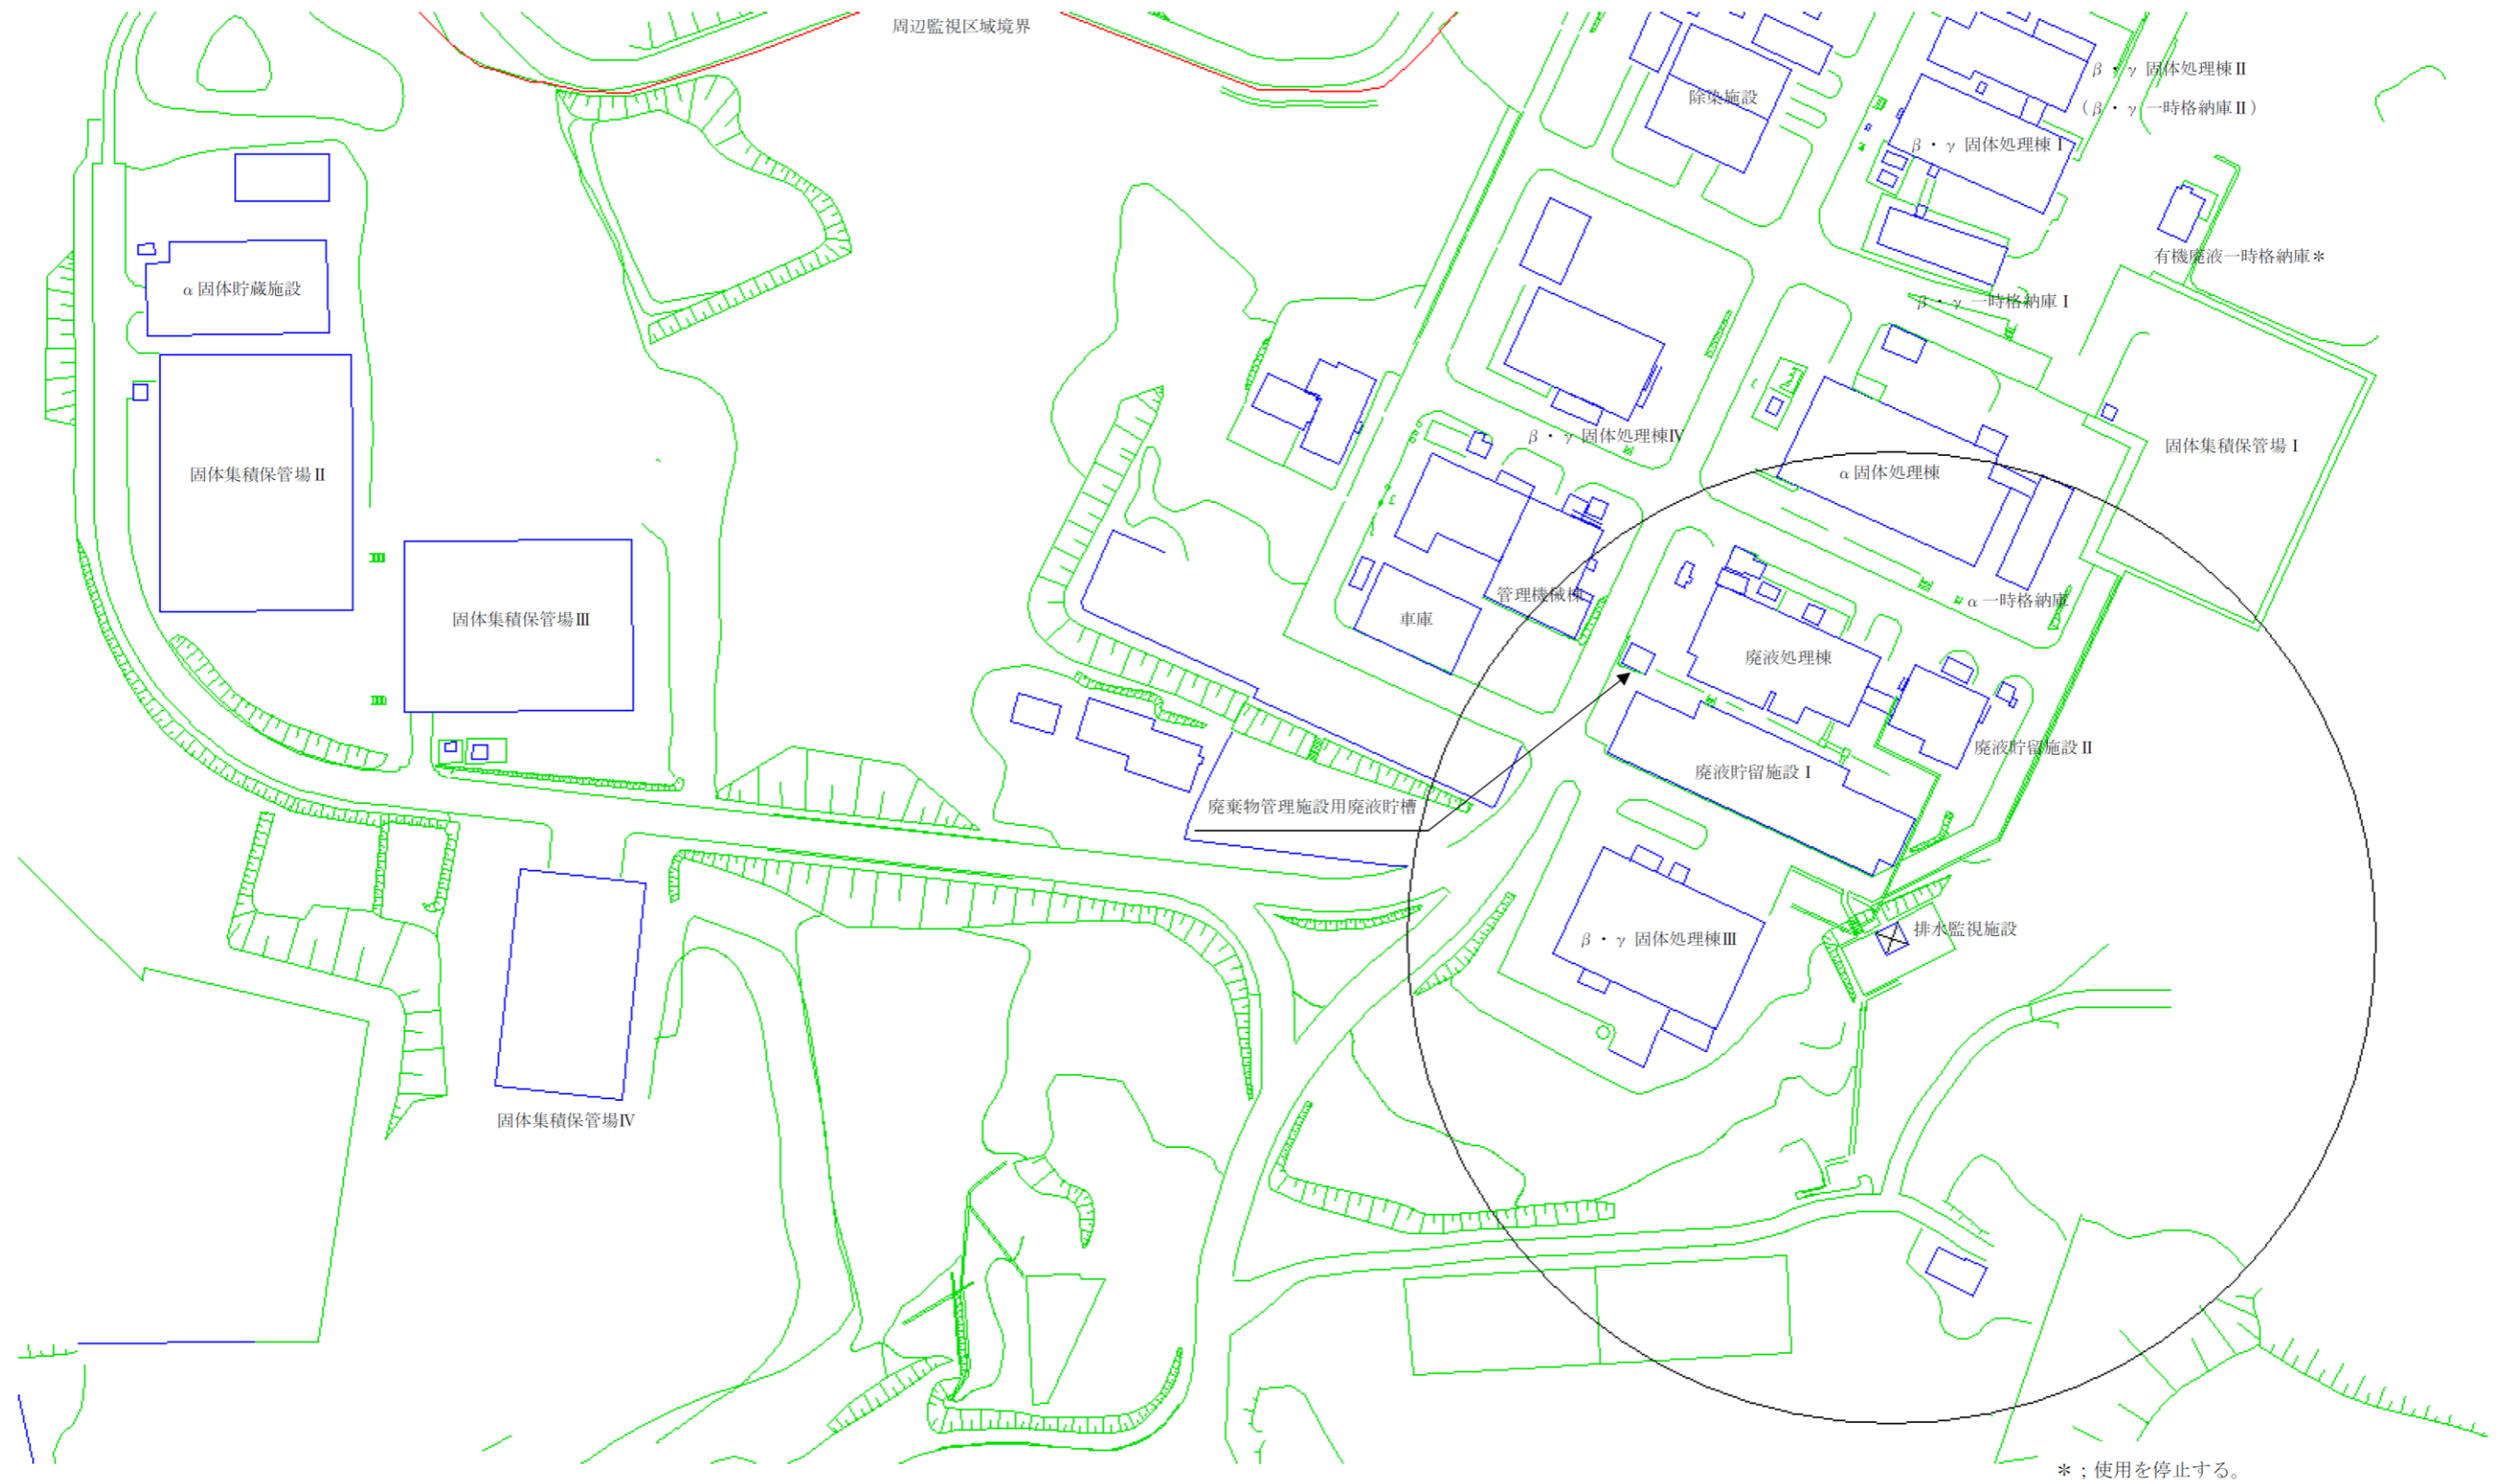 周辺監視区域境界
β・γ 固体処理棟Ⅱ
(β・γ 一時格納庫Ⅱ)
除染施設
β・γ 固体処理棟Ⅰ
有機廃液一時格納庫＊
α固体貯蔵施設
β・γ 一時格納庫Ⅰ
β・γ 固体処理棟Ⅳ
固体集積保管場Ⅰ
α固体処理棟
固体集積保管場Ⅱ
管理機械棟
α一時格納庫
固体集積保管場Ⅲ
車庫
廃液処理棟
廃液貯留施設Ⅱ
廃液貯留施設Ⅰ
廃棄物管理施設用廃液貯槽
排水監視施設
β・γ 固体処理棟Ⅲ
固体集積保管場Ⅳ
＊；使用を停止する。